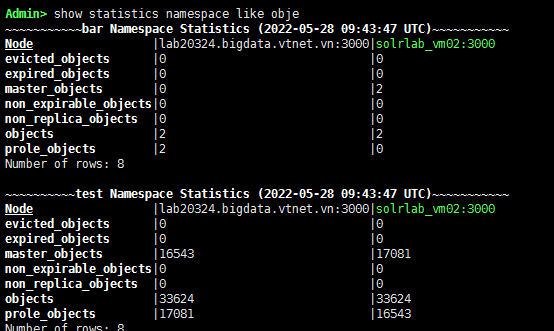 Admin> show statistics namespace like obje
~~~~~~~~~~~bar Namespace Statistics (2022-05-28 09:43:47 UTC)~~~~~~~~~~~
Node                |lab20324.bigdata.vtnet.vn:3000|solrlab_vm02:3000
evicted_objects     |0                             |0
expired_objects     |0                             |0
master_objects      |0                             |2
non_expirable_objects|0                             |0
non_replica_objects |0                             |0
objects             |2                             |2
prole_objects       |2                             |0
Number of rows: 8
~~~~~~~~~~test Namespace Statistics (2022-05-28 09:43:47 UTC)~~~~~~~~~~~
Node                |lab20324.bigdata.vtnet.vn:3000|solrlab_vm02:3000
evicted_objects     |0                             |0
expired_objects     |0                             |0
master_objects      |16543                         |17081
non_expirable_objects|0                             |0
non_replica_objects |0                             |0
objects             |33624                         |33624
prole_objects       |17081                         |16543
Number of rows: 8